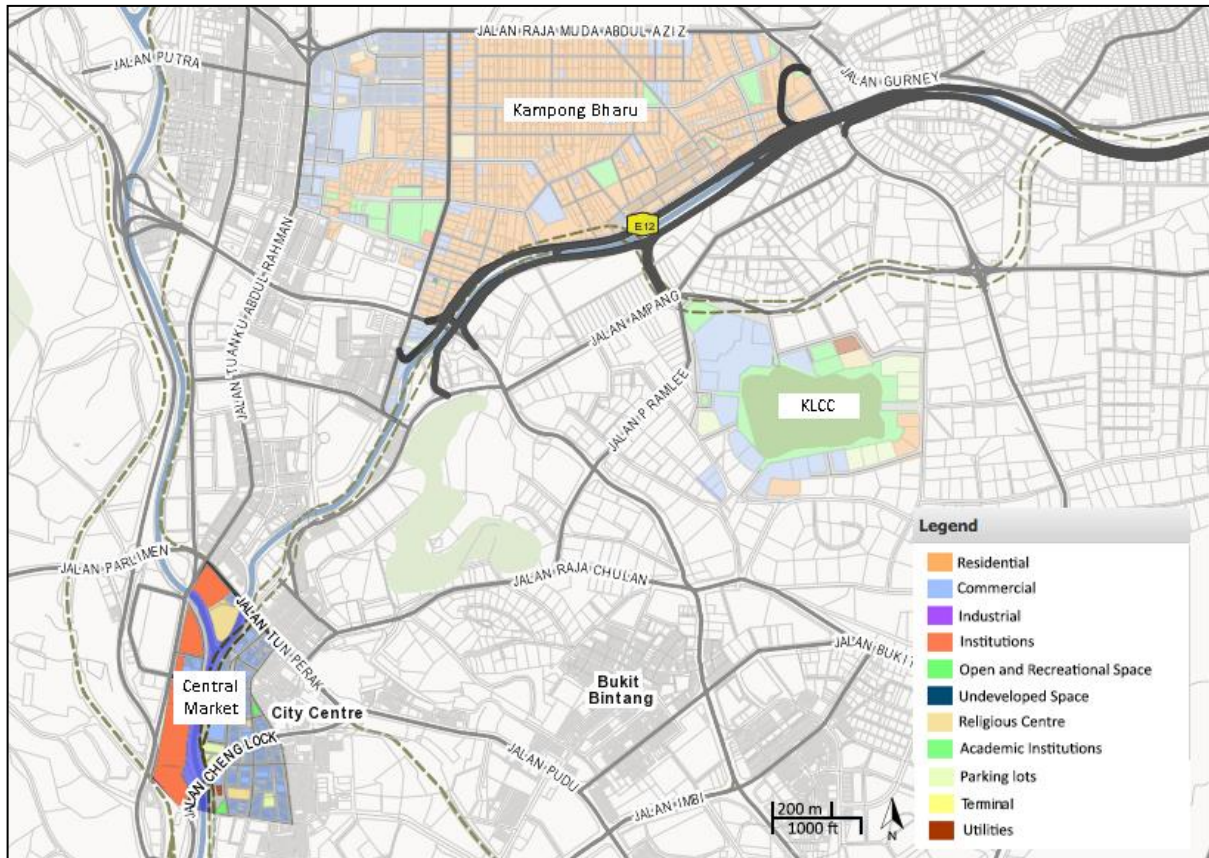 JALAN RAJA MUDA ABDUL AZIZ
JALAN PUTRA
JALAN GURNEY
Kampong Bharu
E12
JALAN TUANKU ABDUL RAHMAN
JALAN AMPANG
JALAN P RAMLEE
KLCC
JALAN PARLIMEN
JALAN RAJA CHULAN
JALAN TUN PERAK
JALAN BUKIT
Central
Market
City Centre
Bukit
Bintang
JALAN CHENG LOCK
JALAN PUDU
JALAN IMBI
200 m
1000 ft
N
Legend
Residential
Commercial
Industrial
Institutions
Open and Recreational Space
Undeveloped Space
Religious Centre
Academic Institutions
Parking lots
Terminal
Utilities